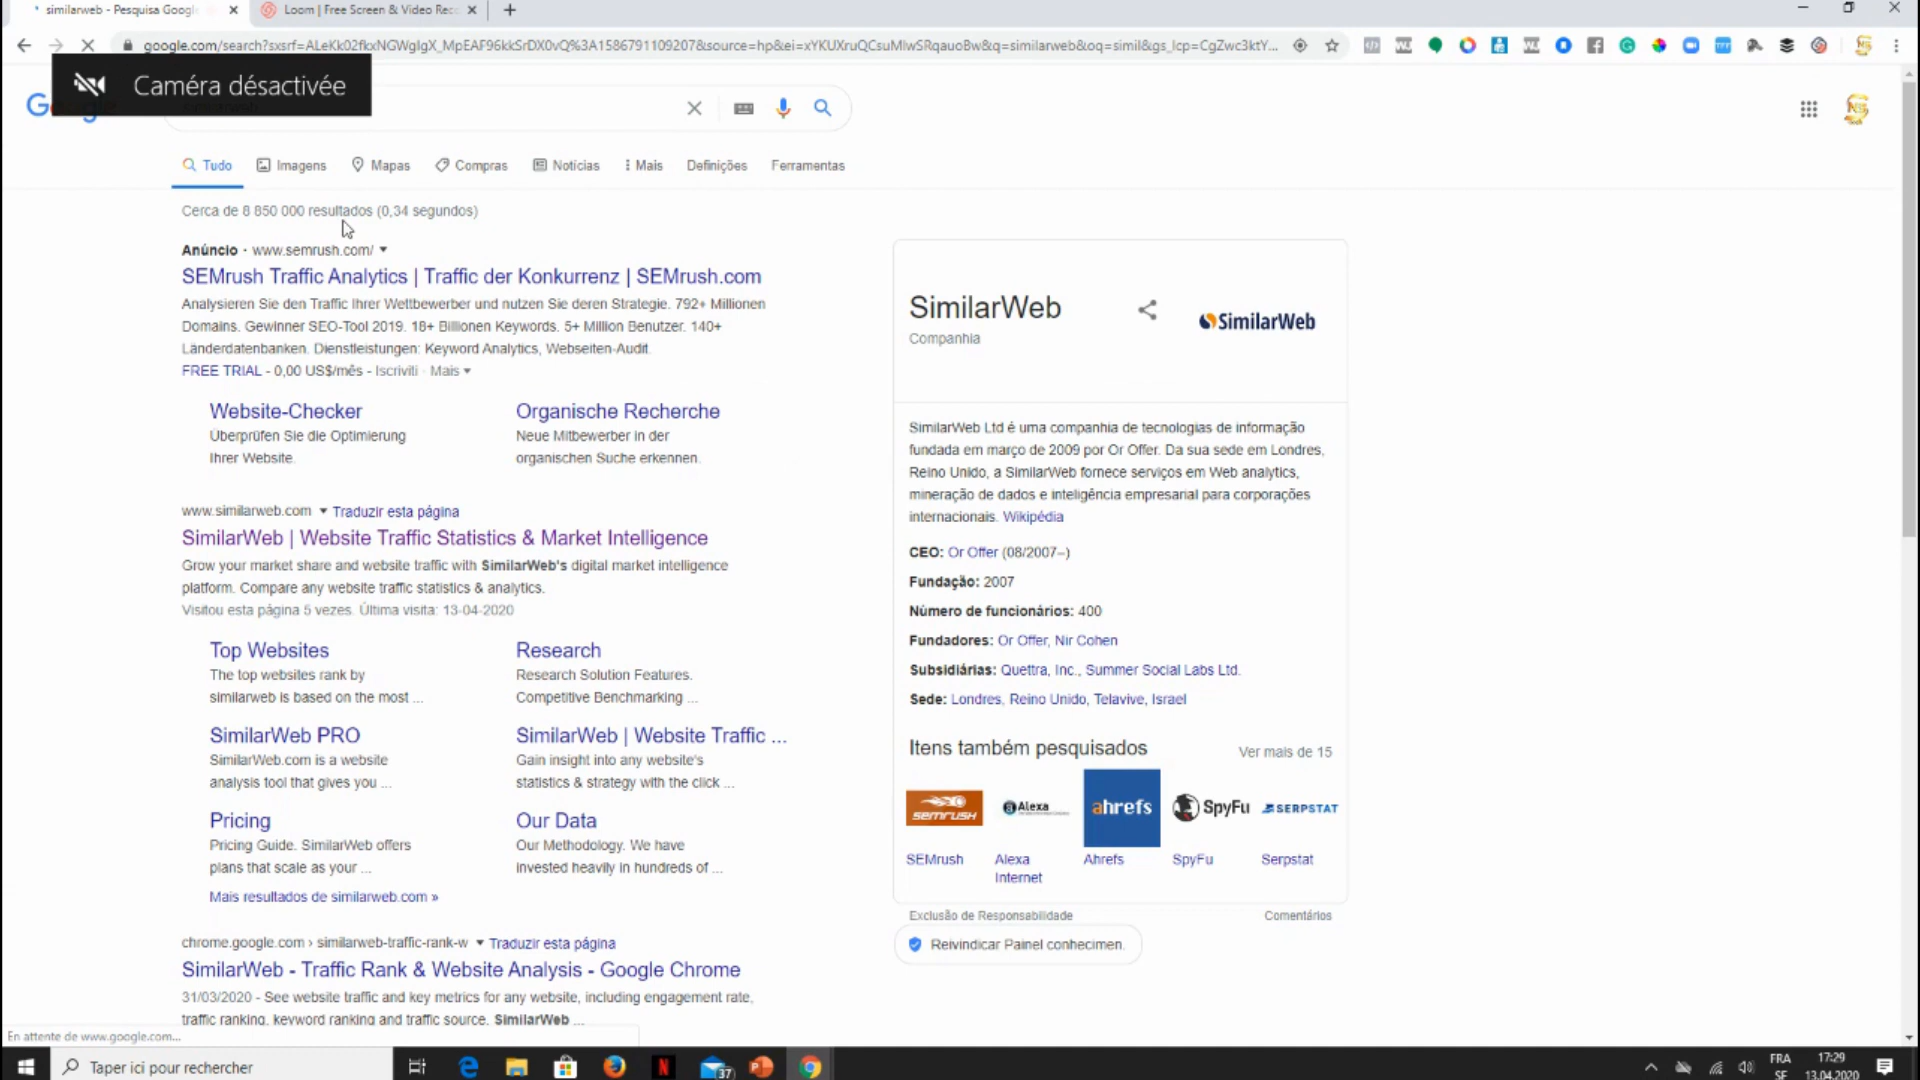 similarweb - Pesquisa Google
Loom | Free Screen & Video Rec
google.com/search?sxsrf=ALeKk02fkxNGWgIgX_MpEAF96kkSrDX0vQ%3A1586791109207&source=hp&ei=xYKUXruQCsuMlwSRqauoBw&q=similarweb&oq=simil&gs_lcp=CgZwc3ktY...
Caméra désactivée
Tudo Imagens Mapas Compras Notícias Mais Definições Ferramentas
Cerca de 8 850 000 resultados (0,34 segundos)
Anúncio · www.semrush.com/
SEMrush Traffic Analytics | Traffic der Konkurrenz | SEMrush.com
Analysieren Sie den Traffic Ihrer Wettbewerber und nutzen Sie deren Strategie. 792+ Millionen
Domains. Gewinner SEO-Tool 2019. 18+ Billionen Keywords. 5+ Million Benutzer. 140+
Länderdatenbanken. Dienstleistungen: Keyword Analytics, Webseiten-Audit.
FREE TRIAL - 0,00 US$/mês - Iscriviti · Mais
Website-Checker
Überprüfen Sie die Optimierung
Ihrer Website.
Organische Recherche
Neue Mitbewerber in der
organischen Suche erkennen.
www.similarweb.com Traduzir esta página
SimilarWeb | Website Traffic Statistics & Market Intelligence
Grow your market share and website traffic with SimilarWeb's digital market intelligence
platform. Compare any website traffic statistics & analytics.
Visitou esta página 5 vezes. Última visita: 13-04-2020
Top Websites
The top websites rank by
similarweb is based on the most ...
Research
Research Solution Features.
Competitive Benchmarking ...
SimilarWeb PRO
SimilarWeb.com is a website
analysis tool that gives you ...
SimilarWeb | Website Traffic ...
Gain insight into any website's
statistics & strategy with the click ...
Pricing
Pricing Guide. SimilarWeb offers
plans that scale as your ...
Our Data
Our Methodology. We have
invested heavily in hundreds of ...
Mais resultados de similarweb.com »
chrome.google.com › similarweb-traffic-rank-w Traduzir esta página
SimilarWeb - Traffic Rank & Website Analysis - Google Chrome
31/03/2020 - See website traffic and key metrics for any website, including engagement rate,
traffic ranking, keyword ranking and traffic source. SimilarWeb ...
SimilarWeb
Companhia
SimilarWeb
SimilarWeb Ltd é uma companhia de tecnologias de informação
fundada em março de 2009 por Or Offer. Da sua sede em Londres,
Reino Unido, a SimilarWeb fornece serviços em Web analytics,
mineração de dados e inteligência empresarial para corporações
internacionais. Wikipédia
CEO: Or Offer (08/2007–)
Fundação: 2007
Número de funcionários: 400
Fundadores: Or Offer, Nir Cohen
Subsidiárias: Quettra, Inc., Summer Social Labs Ltd.
Sede: Londres, Reino Unido, Telavive, Israel
Itens também pesquisados
Ver mais de 15
SEMRUSH Alexa ahrefs SpyFu SERPSTAT
SEMrush
Alexa
Internet
Ahrefs
SpyFu
Serpstat
Exclusão de Responsabilidade Comentários
Reivindicar Painel conhecimen.
En attente de www.google.com...
Taper ici pour rechercher
37
FRA
SF
17:29
13.04.2020